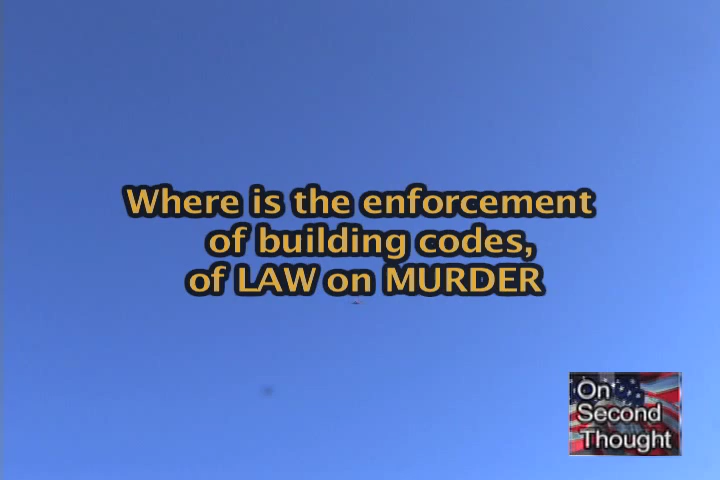 Where is the enforcement
of building codes,
of LAW on MURDER
On
Second
Thought